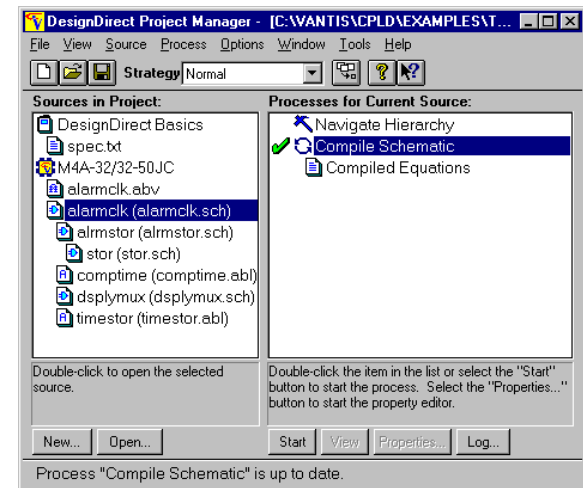 DesignDirect Project Manager - [C:\VANTIS\CPLD\EXAMPLES\T...
File View Source Process Options Window Tools Help
Strategy Normal
Sources in Project:
DesignDirect Basics
spec.txt
M4A-32/32-50JC
alarmclk.abv
alarmclk (alarmclk.sch)
alrmstor (alrmstor.sch)
stor (stor.sch)
comptime (comptime.abl)
dsplymux (dsplymux.sch)
timestor (timestor.abl)
Double-click to open the selected
source.
New... Open...
Processes for Current Source:
Navigate Hierarchy
Compile Schematic
Compiled Equations
Double-click the item in the list or select the "Start"
button to start the process. Select the "Properties..."
button to start the property editor.
Start View Properties... Log...
Process "Compile Schematic" is up to date.